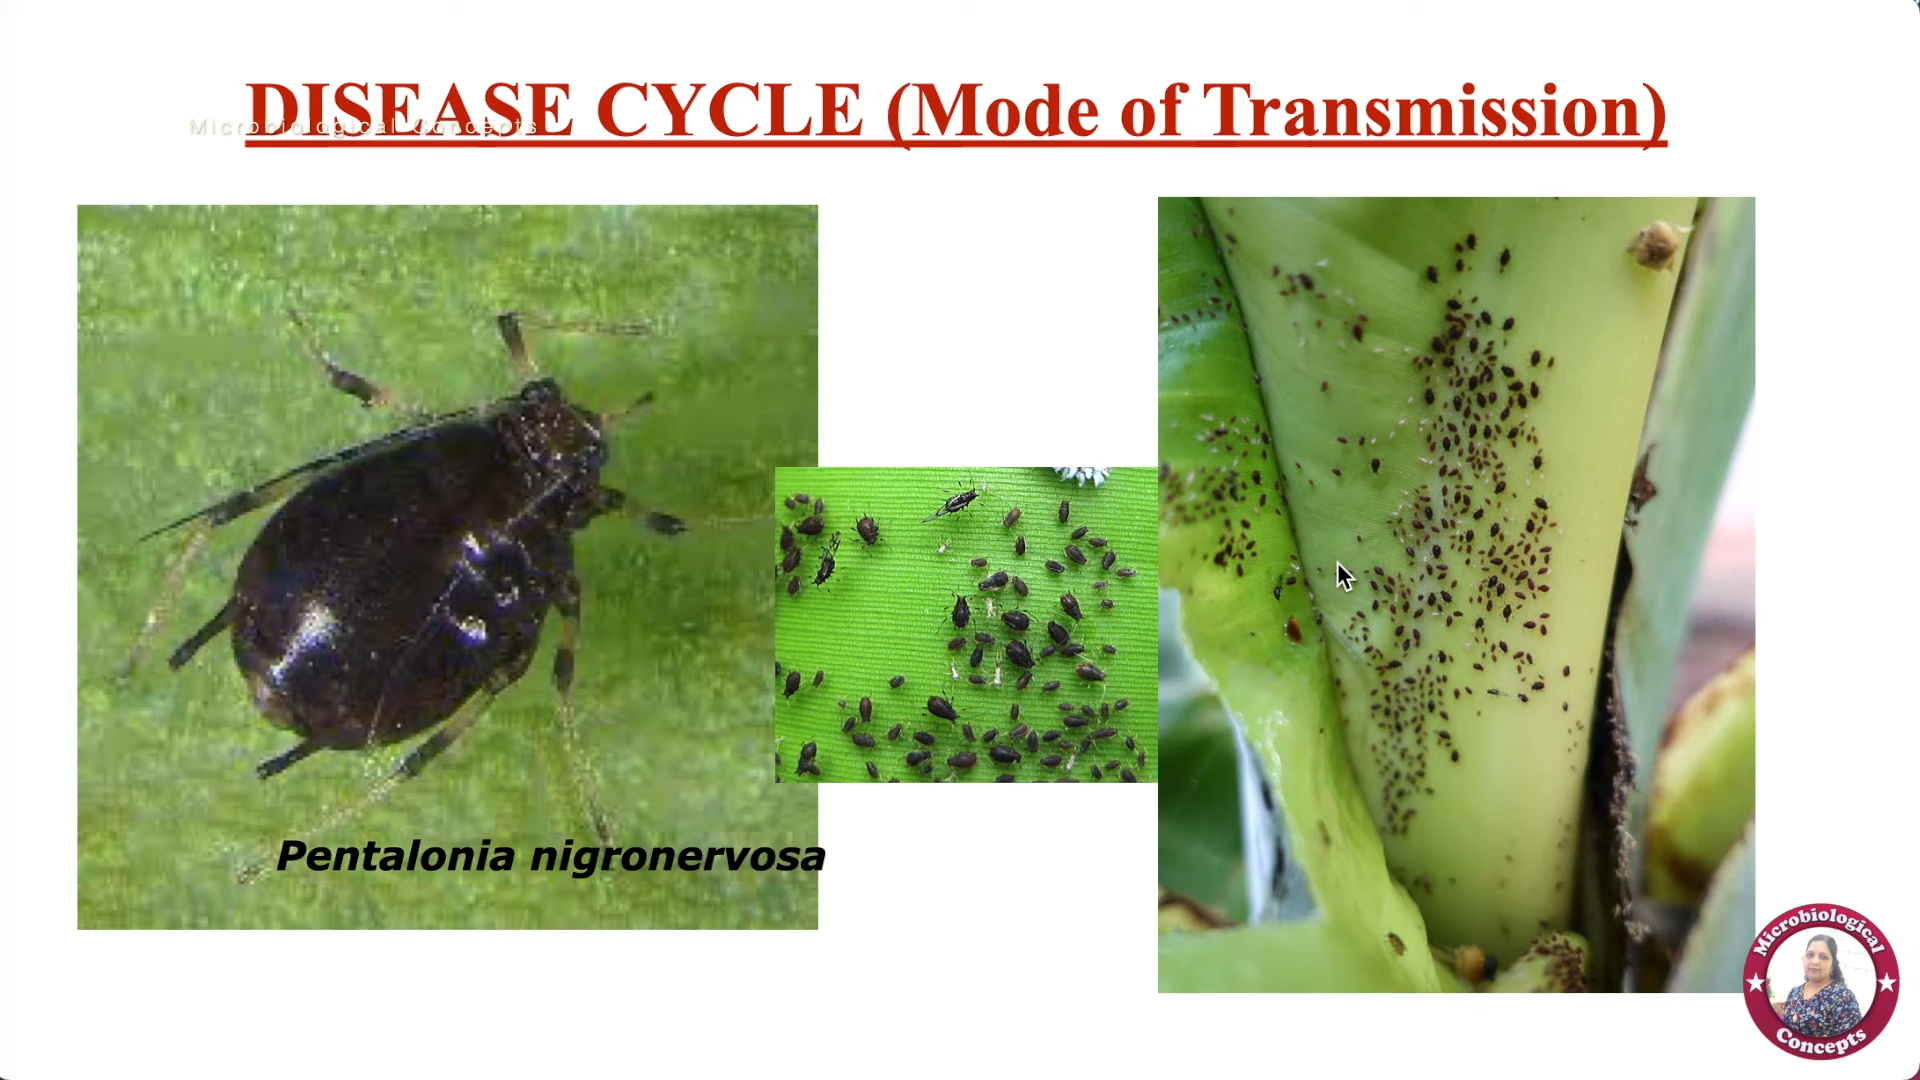 DISEASE CYCLE (Mode of Transmission)
Microbiological Concepts
Pentalonia nigronervosa
Microbiological
Concepts